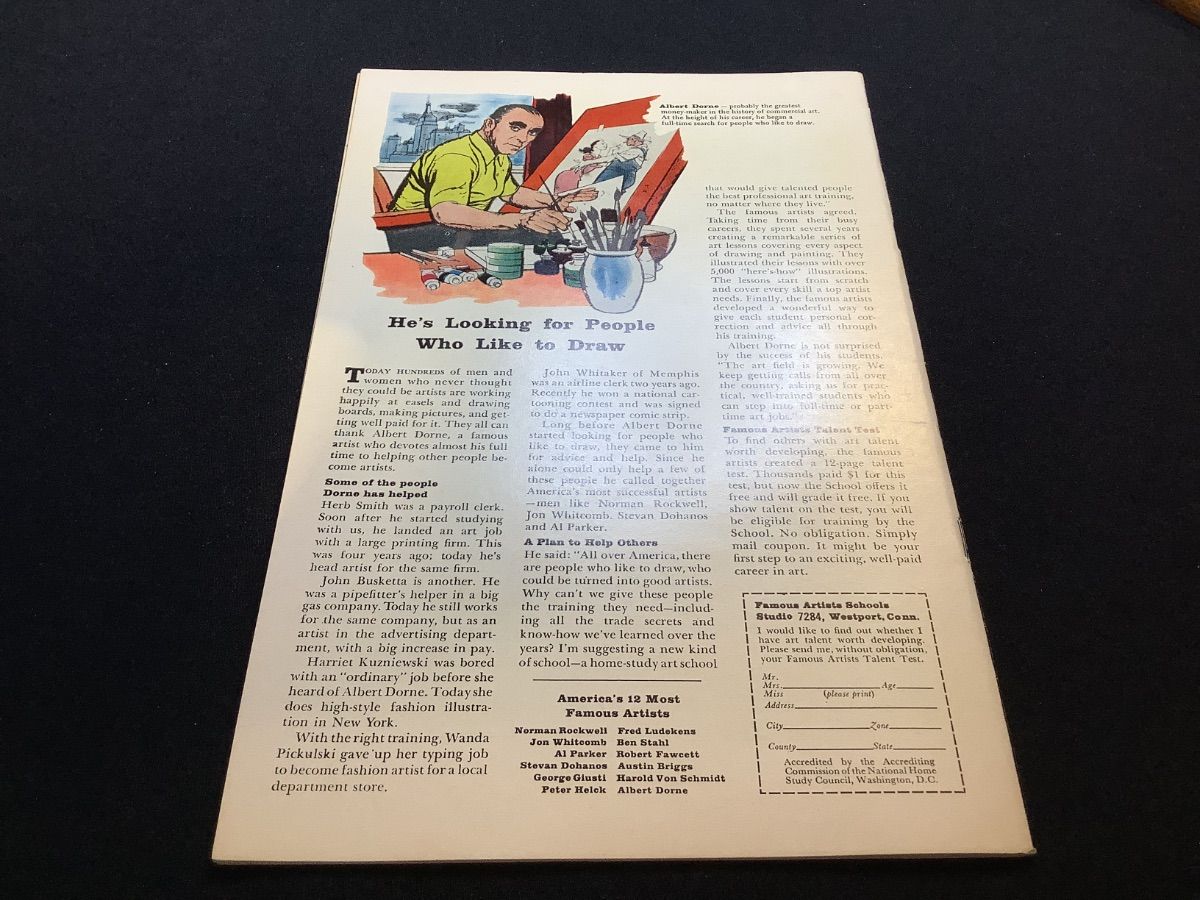 Albert Dorne — probably the greatest
money-maker in the history of commercial art.
At the height of his career, he began a
full-time search for people who like to draw.
He's Looking for People
Who Like to Draw
TODAY HUNDREDS of men and
women who never thought
they could be artists are working
happily at easels and drawing
boards, making pictures, and get-
ting well paid for it. They all can
thank Albert Dorne, a famous
artist who devotes almost his full
time to helping other people be-
come artists.
Some of the people
Dorne has helped
Herb Smith was a payroll clerk.
Soon after he started studying
with us, he landed an art job
with a large printing firm. This
was four years ago; today he's
head artist for the same firm.
John Busketta is another. He
was a pipefitter's helper in a big
gas company. Today he still works
for the same company, but as an
artist in the advertising depart-
ment, with a big increase in pay.
Harriet Kuzniewski was bored
with an "ordinary" job before she
heard of Albert Dorne. Today she
does high-style fashion illustra-
tion in New York.
With the right training, Wanda
Pickulski gave up her typing job
to become fashion artist for a local
department store.
John Whitaker of Memphis
was an airline clerk two years ago.
Recently he won a national car-
tooning contest and was signed
to do a newspaper comic strip.
Long before Albert Dorne
started looking for people who
like to draw, they came to him
for advice and help. Since he
alone could only help a few of
these people he called together
America's most successful artists
—men like Norman Rockwell,
Jon Whitcomb, Stevan Dohanos
and Al Parker.
A Plan to Help Others
He said: "All over America, there
are people who like to draw, who
could be turned into good artists.
Why can't we give these people
the training they need—includ-
ing all the trade secrets and
know-how we've learned over the
years? I'm suggesting a new kind
of school—a home-study art school
America's 12 Most
Famous Artists
Norman Rockwell Fred Ludekens
Jon Whitcomb Ben Stahl
Al Parker Robert Fawcett
Stevan Dohanos Austin Briggs
George Giusti Harold Von Schmidt
Peter Helck Albert Dorne
that would give talented people
the best professional art training,
no matter where they live."
The famous artists agreed.
Taking time from their busy
careers, they spent several years
creating a remarkable series of
art lessons covering every aspect
of drawing and painting. They
illustrated their lessons with over
5,000 "here's-how" illustrations.
The lessons start from scratch
and cover every skill a top artist
needs. Finally, the famous artists
developed a wonderful way to
give each student personal cor-
rection and advice all through
his training.
Albert Dorne is not surprised
by the success of his students.
"The art field is growing. We
keep getting calls from all over
the country, asking us for prac-
tical, well-trained students who
can step into full-time or part-
time art jobs."
Famous Artists Talent Test
To find others with art talent
worth developing, the famous
artists created a 12-page talent
test. Thousands paid $1 for this
test, but now the School offers it
free and will grade it free. If you
show talent on the test, you will
be eligible for training by the
School. No obligation. Simply
mail coupon. It might be your
first step to an exciting, well-paid
career in art.
Famous Artists Schools
Studio 7284, Westport, Conn.
I would like to find out whether I
have art talent worth developing.
Please send me, without obligation,
your Famous Artists Talent Test.
Mr.
Mrs. Age
Miss (please print)
Address
City Zone
County State
Accredited by the Accrediting
Commission of the National Home
Study Council, Washington, D.C.